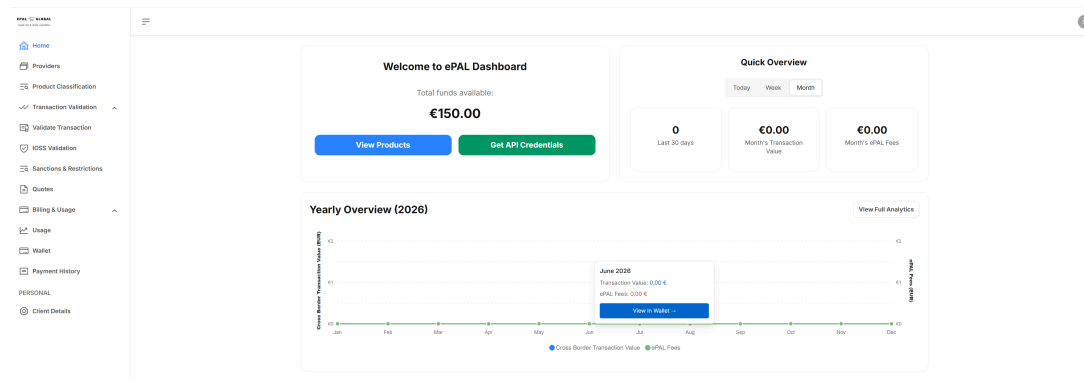 EPAL GLOBAL
Home
Providers
Product Classification
Transaction Validation
Validate Transaction
IOSS Validation
Sanctions & Restrictions
Quotes
Billing & Usage
Usage
Wallet
Payment History
PERSONAL
Client Details
Welcome to ePAL Dashboard
Total funds available:
€150.00
View Products
Get API Credentials
Quick Overview
Today Week Month
0
Last 30 days
€0.00
Month's Transaction
Value
€0.00
Month's ePAL Fees
Yearly Overview (2026)
View Full Analytics
Cross Border Transaction Value (EUR)
€2
€1
€0
June 2026
Transaction Value: 0,00 €
ePAL Fees: 0,00 €
View in Wallet →
€2
€1
€0
ePAL Fees (EUR)
Jan Feb Mar Apr May Jun Jul Aug Sep Oct Nov Dec
Cross Border Transaction Value ePAL Fees